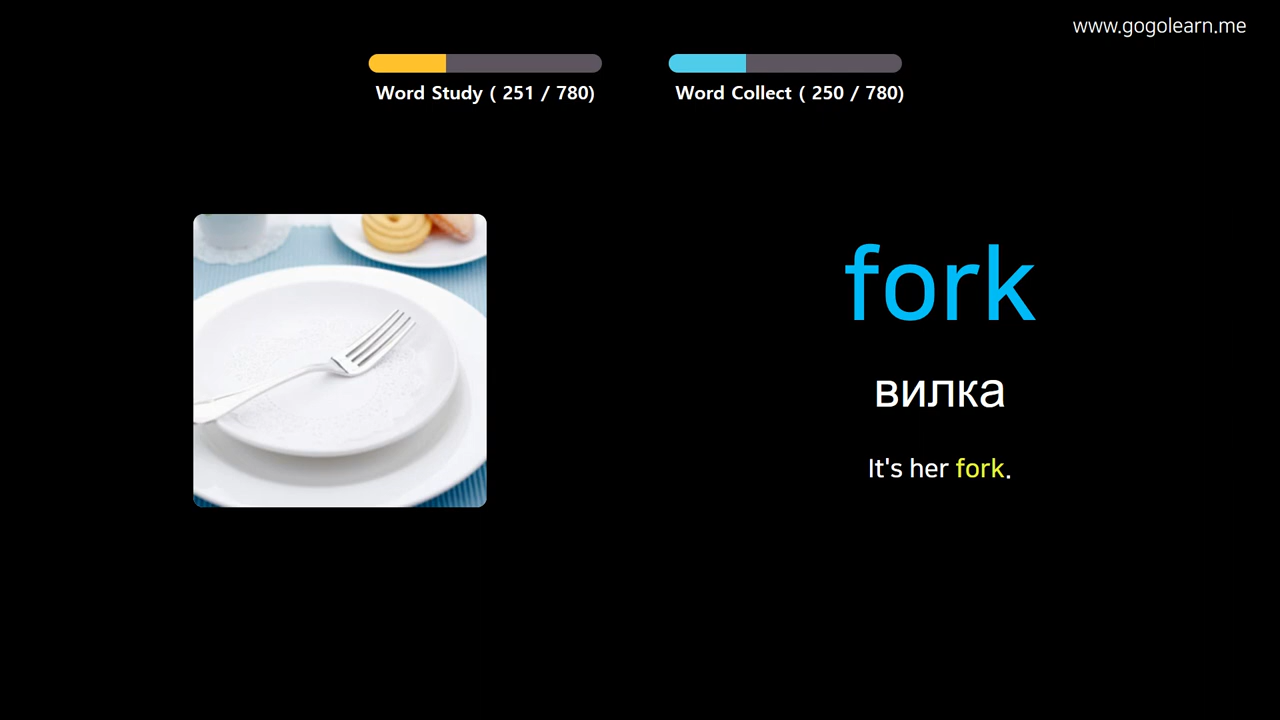 www.gogolearn.me
Word Study ( 251 / 780)
Word Collect ( 250 / 780)
fork
вилка
It's her fork.